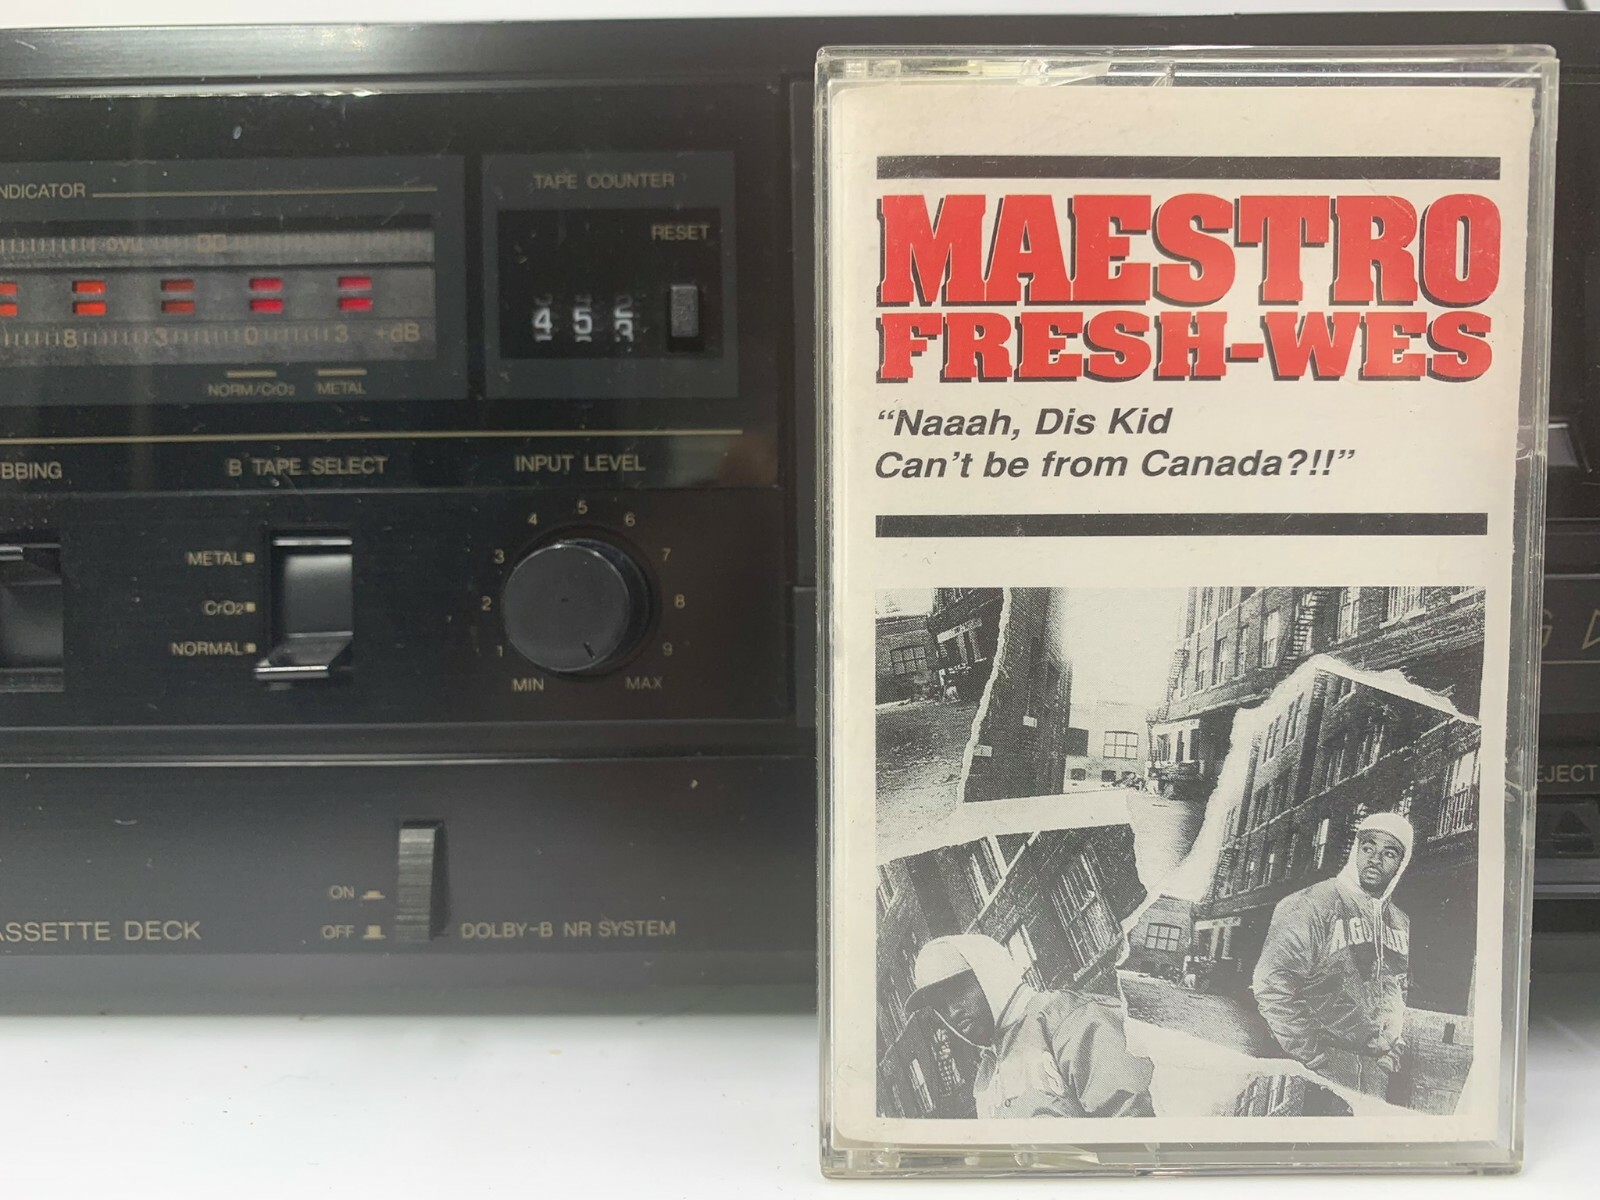 INDICATOR
TAPE COUNTER
RESET
4 5
8 3 0 3 +dB
NORM/CrO2 METAL
BBING
B TAPE SELECT
INPUT LEVEL
METAL
CrO2
NORMAL
MIN 1 2 3 4 5 6 7 8 9 MAX
ON
OFF
ASSETTE DECK
DOLBY-B NR SYSTEM
MAESTRO
FRESH-WES
“Naaah, Dis Kid
Can't be from Canada?!!”
EJECT